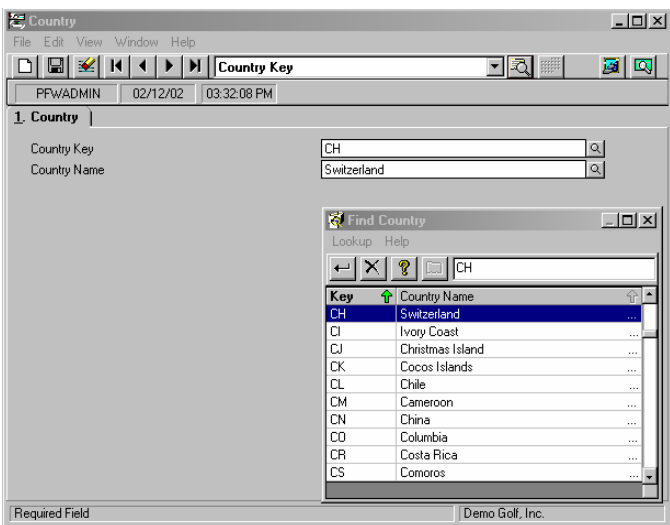 Country
File Edit View Window Help
Country Key
PFWADMIN 02/12/02 03:32:08 PM
1. Country
Country Key CH
Country Name Switzerland
Find Country
Lookup Help
CH
Key Country Name
CH Switzerland ...
CI Ivory Coast ...
CJ Christmas Island ...
CK Cocos Islands ...
CL Chile ...
CM Cameroon ...
CN China ...
CO Columbia ...
CR Costa Rica ...
CS Comoros ...
Required Field Demo Golf, Inc.